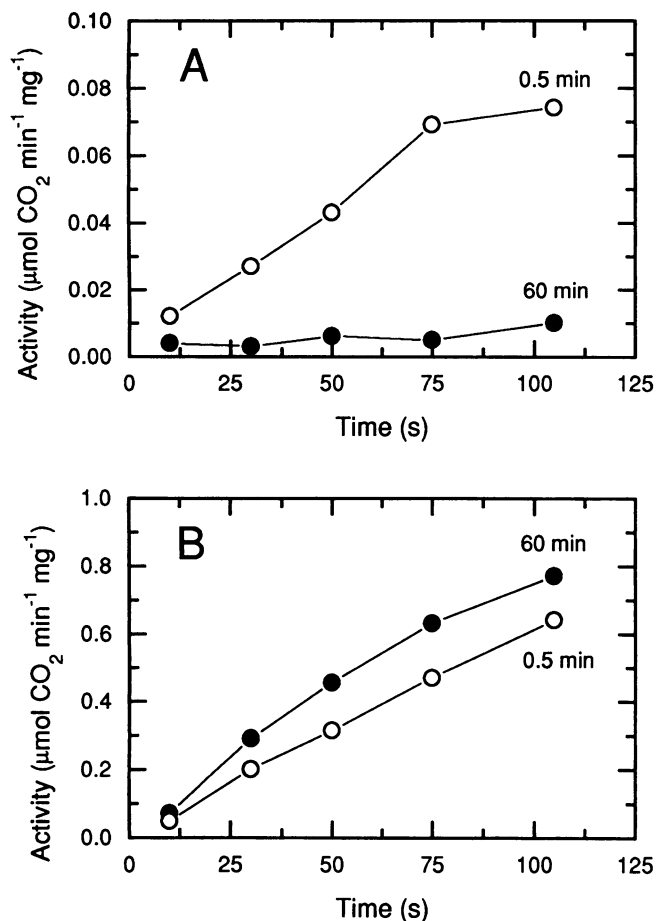 A
Activity (μmol CO₂ min⁻¹ mg⁻¹)
0.10
0.08
0.06
0.04
0.02
0.00
0.5 min
60 min
0 25 50 75 100 125
Time (s)
B
Activity (μmol CO₂ min⁻¹ mg⁻¹)
1.0
0.8
0.6
0.4
0.2
0.0
60 min
0.5 min
0 25 50 75 100 125
Time (s)